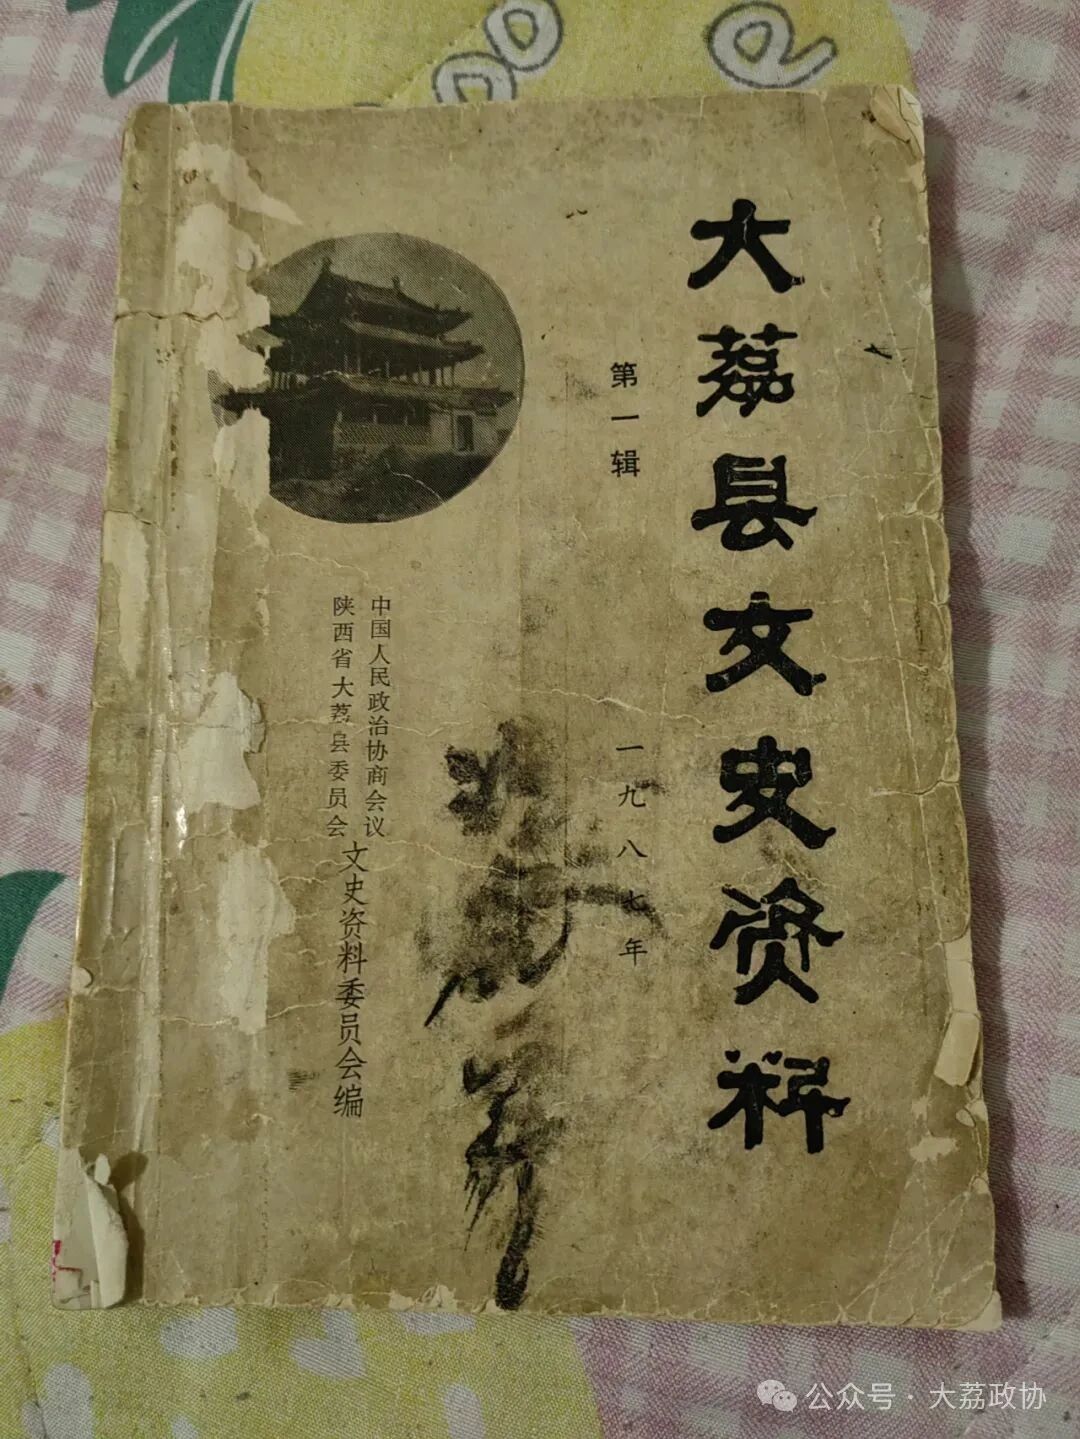 大荔县文史资料
第一辑
一九八七年
中国人民政治协商会议
陕西省大荔县委员会
文史资料委员会编
公众号·大荔政协